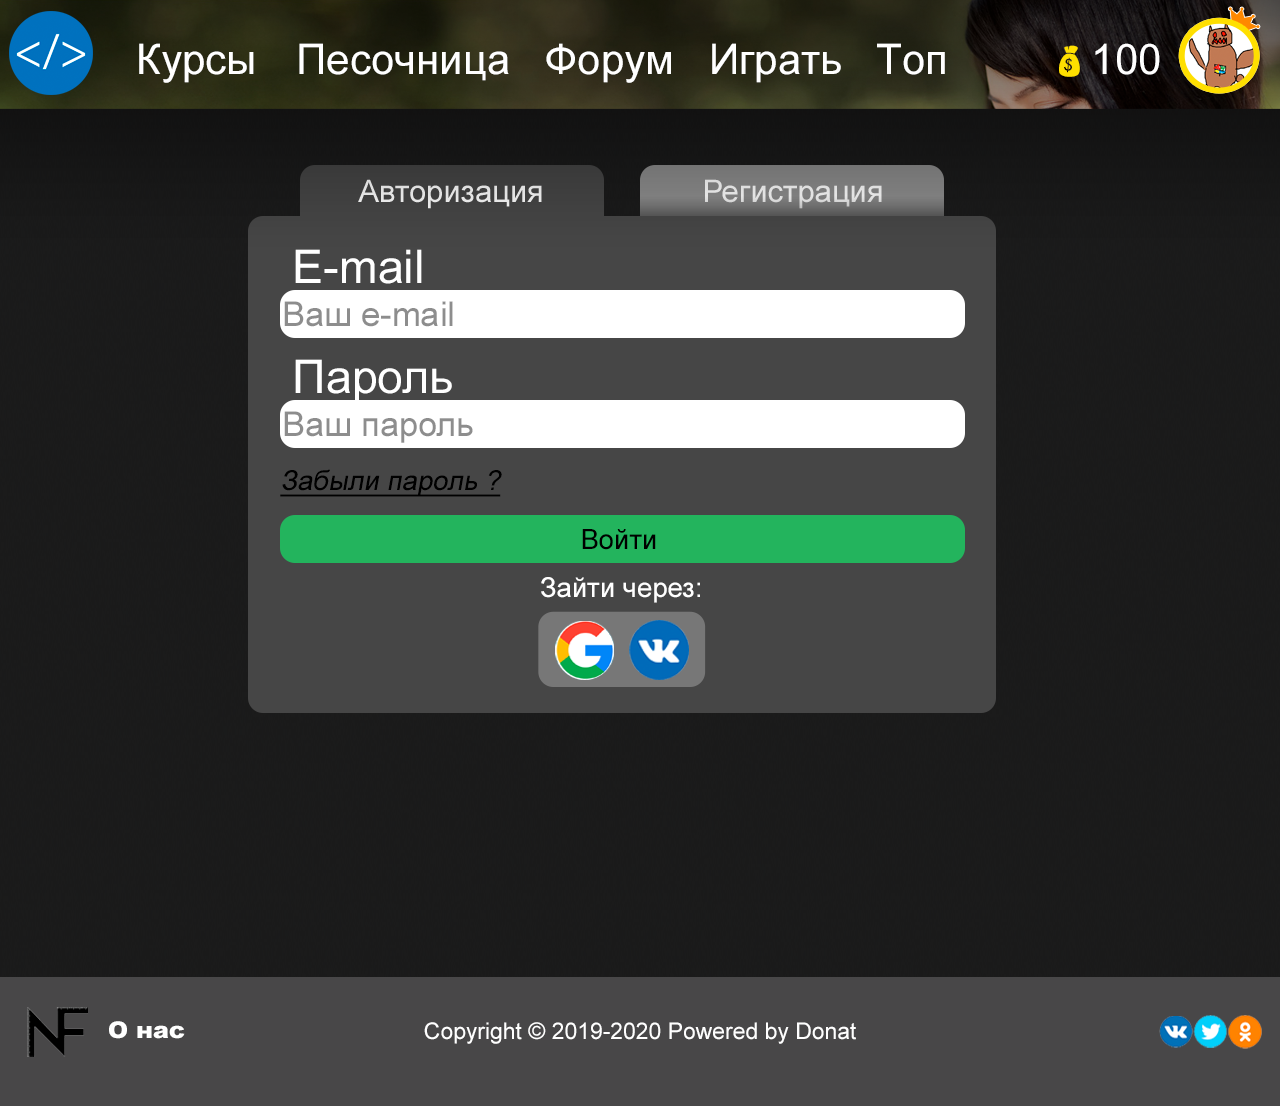 </>
Курсы Песочница Форум Играть Топ 100
Авторизация Регистрация
E-mail
Ваш e-mail
Пароль
Ваш пароль
Забыли пароль ?
Войти
Зайти через:
NF О нас Copyright © 2019-2020 Powered by Donat